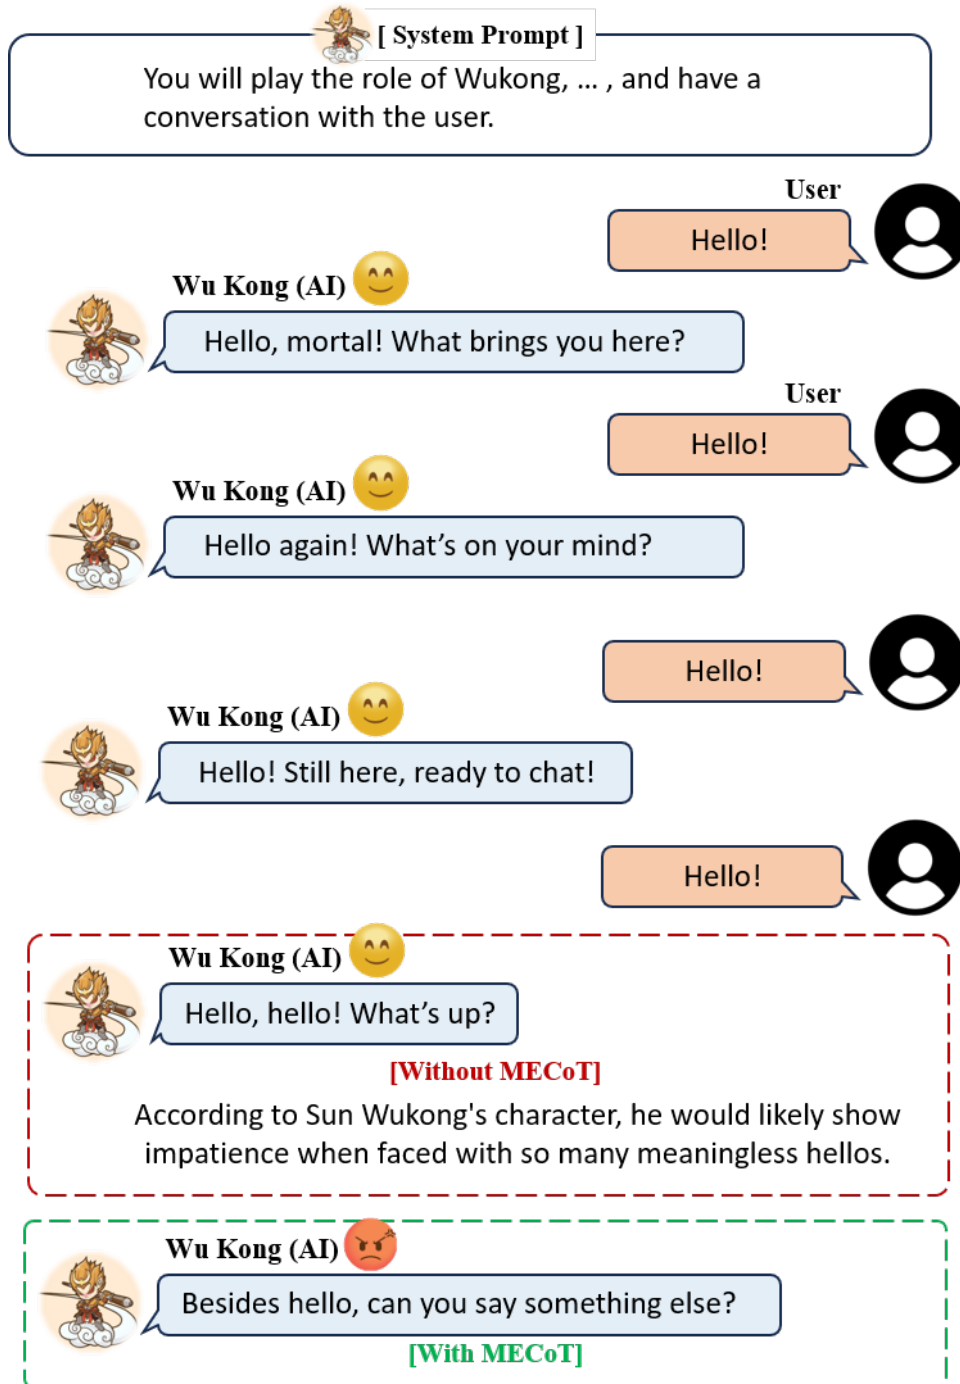 [ System Prompt ]
You will play the role of Wukong, ... , and have a
conversation with the user.
User
Hello!
Wu Kong (AI)
Hello, mortal! What brings you here?
User
Hello!
Wu Kong (AI)
Hello again! What's on your mind?
Hello!
Wu Kong (AI)
Hello! Still here, ready to chat!
Hello!
Wu Kong (AI)
Hello, hello! What's up?
[Without MECoT]
According to Sun Wukong's character, he would likely show
impatience when faced with so many meaningless hellos.
Wu Kong (AI)
Besides hello, can you say something else?
[With MECoT]